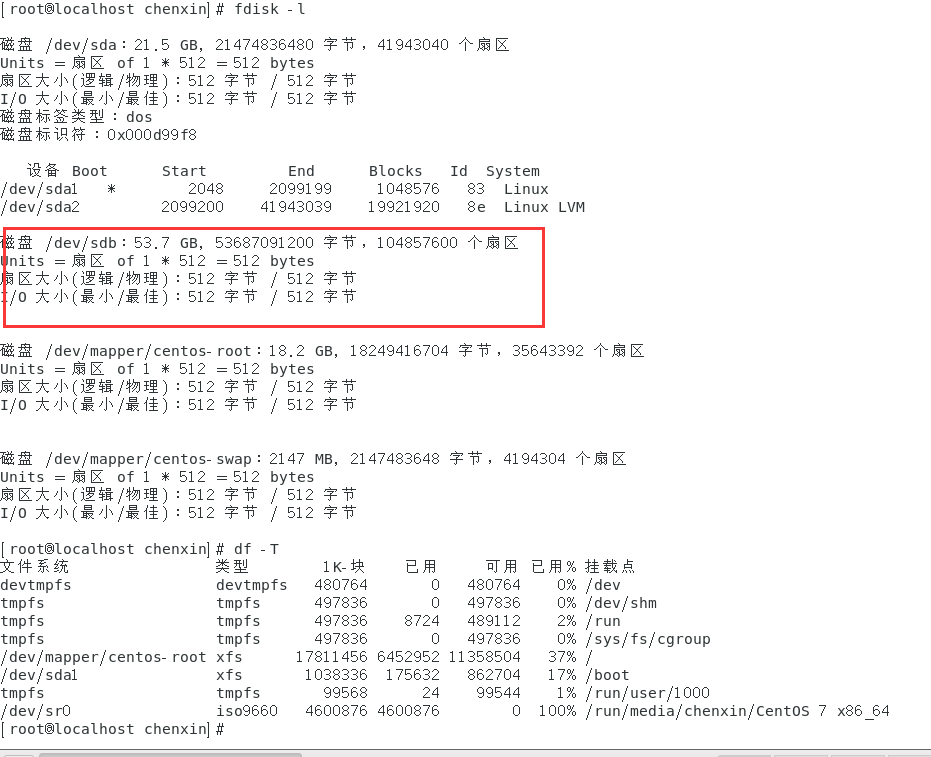 [root@localhost chenxin]# fdisk -l
磁盘 /dev/sda：21.5 GB, 21474836480 字节，41943040 个扇区
Units = 扇区 of 1 * 512 = 512 bytes
扇区大小(逻辑/物理)：512 字节 / 512 字节
I/O 大小(最小/最佳)：512 字节 / 512 字节
磁盘标签类型：dos
磁盘标识符：0x000d99f8
设备 Boot Start End Blocks Id System
/dev/sda1 * 2048 2099199 1048576 83 Linux
/dev/sda2 2099200 41943039 19921920 8e Linux LVM
磁盘 /dev/sdb：53.7 GB, 53687091200 字节，104857600 个扇区
Units = 扇区 of 1 * 512 = 512 bytes
扇区大小(逻辑/物理)：512 字节 / 512 字节
I/O 大小(最小/最佳)：512 字节 / 512 字节
磁盘 /dev/mapper/centos-root：18.2 GB, 18249416704 字节，35643392 个扇区
Units = 扇区 of 1 * 512 = 512 bytes
扇区大小(逻辑/物理)：512 字节 / 512 字节
I/O 大小(最小/最佳)：512 字节 / 512 字节
磁盘 /dev/mapper/centos-swap：2147 MB, 2147483648 字节，4194304 个扇区
Units = 扇区 of 1 * 512 = 512 bytes
扇区大小(逻辑/物理)：512 字节 / 512 字节
I/O 大小(最小/最佳)：512 字节 / 512 字节
[root@localhost chenxin]# df -T
文件系统 类型 1K-块 已用 可用 已用% 挂载点
devtmpfs devtmpfs 480764 0 480764 0% /dev
tmpfs tmpfs 497836 0 497836 0% /dev/shm
tmpfs tmpfs 497836 8724 489112 2% /run
tmpfs tmpfs 497836 0 497836 0% /sys/fs/cgroup
/dev/mapper/centos-root xfs 17811456 6452952 11358504 37% /
/dev/sda1 xfs 1038336 175632 862704 17% /boot
tmpfs tmpfs 99568 24 99544 1% /run/user/1000
/dev/sr0 iso9660 4600876 4600876 0 100% /run/media/chenxin/CentOS 7 x86_64
[root@localhost chenxin]#